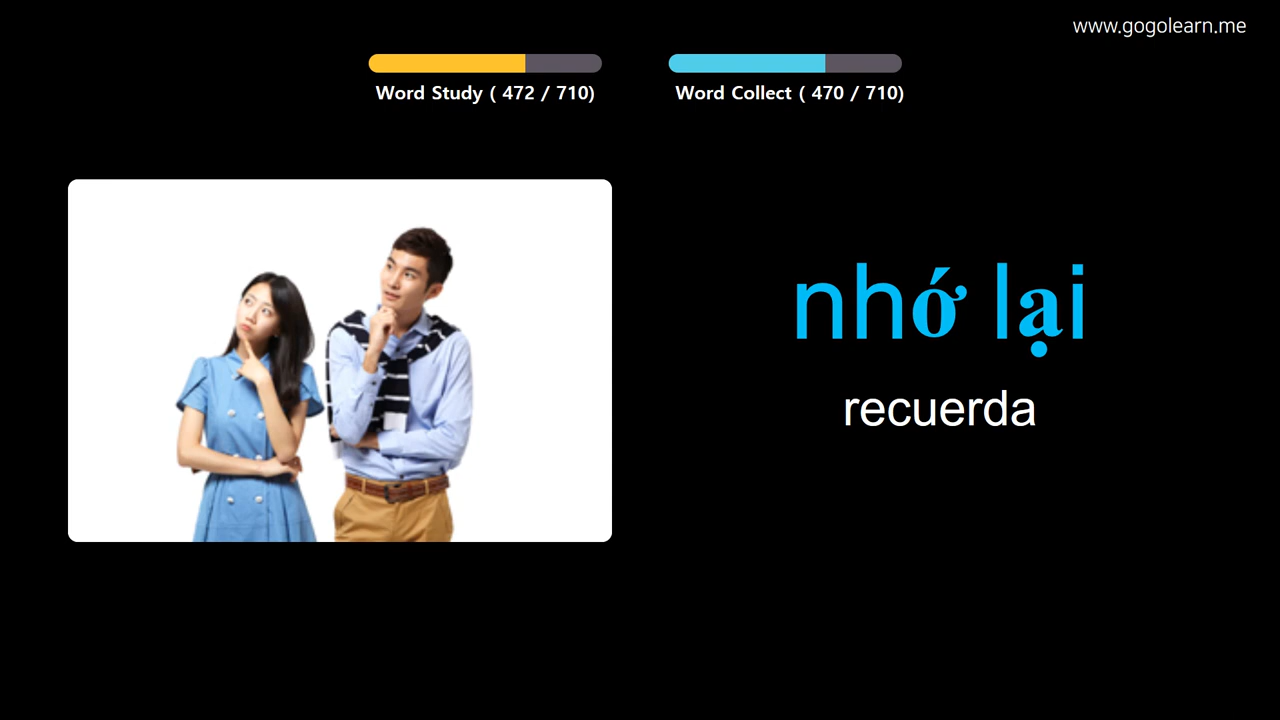 www.gogolearn.me
Word Study ( 472 / 710)
Word Collect ( 470 / 710)
nhớ lại
recuerda